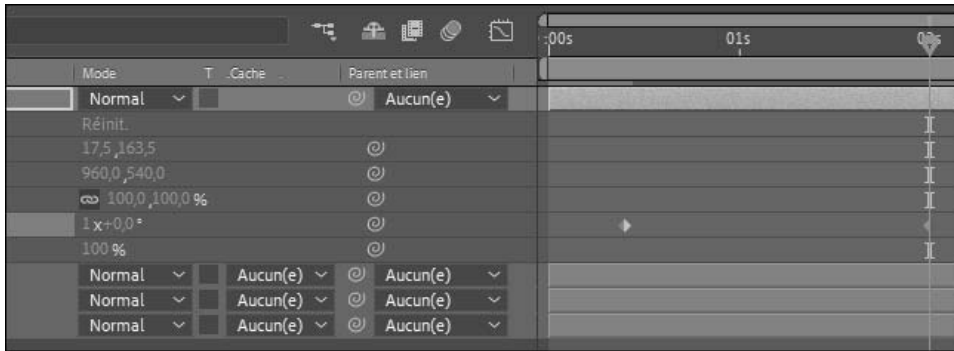 :00s 01s 02s
Mode T .Cache . Parent et lien
Normal Aucun(e)
Réinit.
17,5 ,163,5
960,0 ,540,0
100,0 ,100,0 %
1 x+0,0 °
100 %
Normal Aucun(e) Aucun(e)
Normal Aucun(e) Aucun(e)
Normal Aucun(e) Aucun(e)